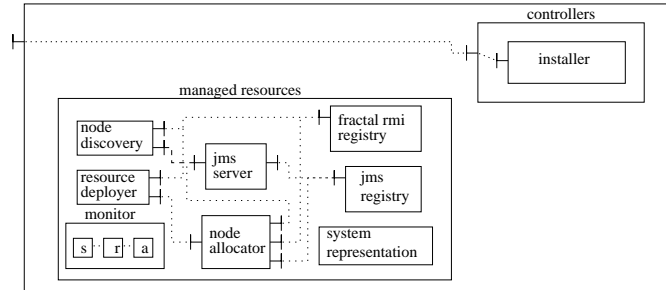 controllers
installer
managed resources
node
discovery
fractal rmi
registry
jms
server
resource
deployer
jms
registry
monitor
s r a
node
allocator
system
representation